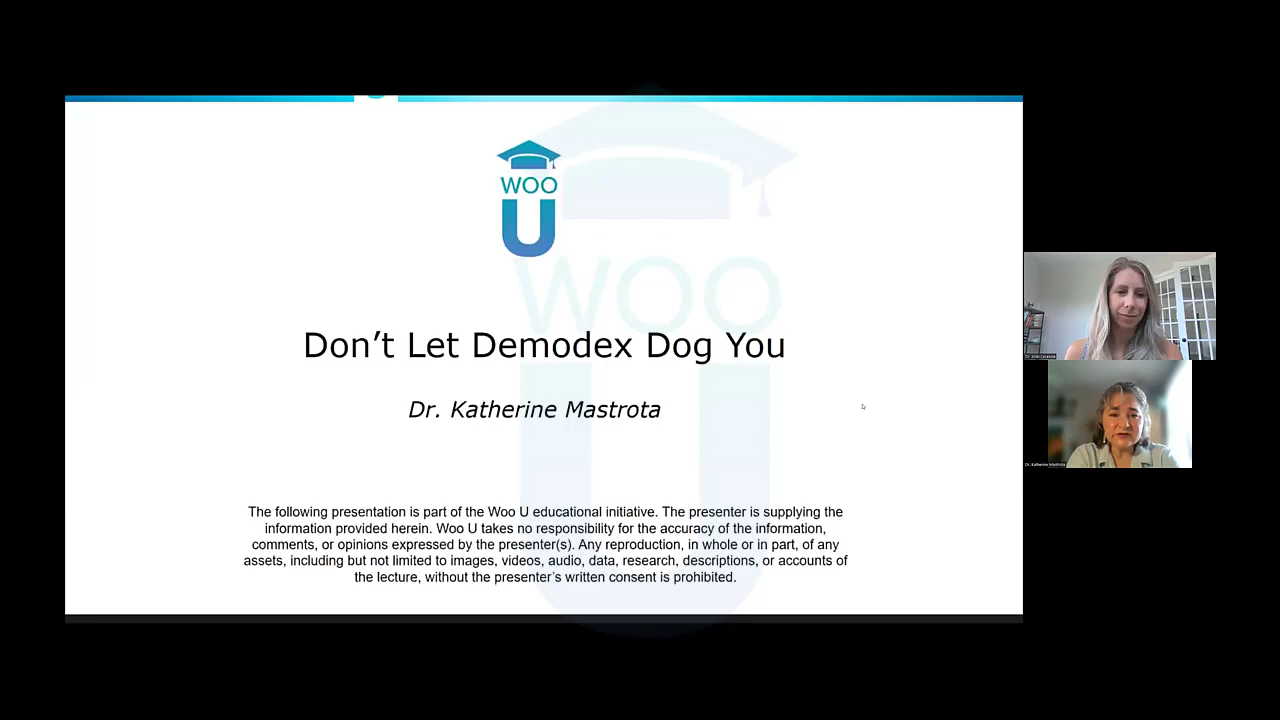 WOO
U
Don't Let Demodex Dog You
Dr. Katherine Mastrota
The following presentation is part of the Woo U educational initiative. The presenter is supplying the
information provided herein. Woo U takes no responsibility for the accuracy of the information,
comments, or opinions expressed by the presenter(s). Any reproduction, in whole or in part, of any
assets, including but not limited to images, videos, audio, data, research, descriptions, or accounts of
the lecture, without the presenter's written consent is prohibited.
WOO
U
Dr. Katherine Mastrota